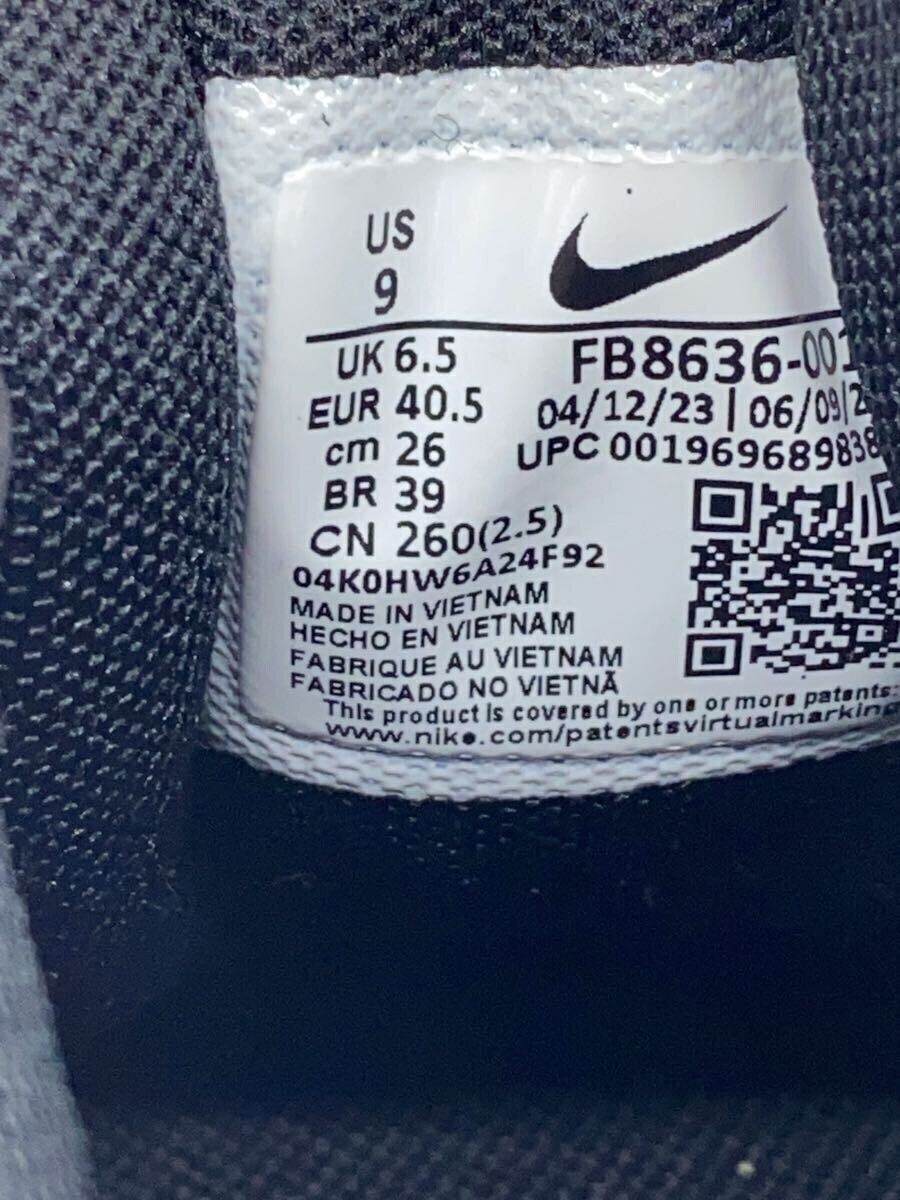 US
9
UK 6.5
EUR 40.5
cm 26
BR 39
CN 260(2.5)
FB8636-001
04/12/23 | 06/09/2
UPC 001969689838
04K0HW6A24F92
MADE IN VIETNAM
HECHO EN VIETNAM
FABRIQUE AU VIETNAM
FABRICADO NO VIETNÃ
This product is covered by one or more patents:
www.nike.com/patentsvirtualmarking